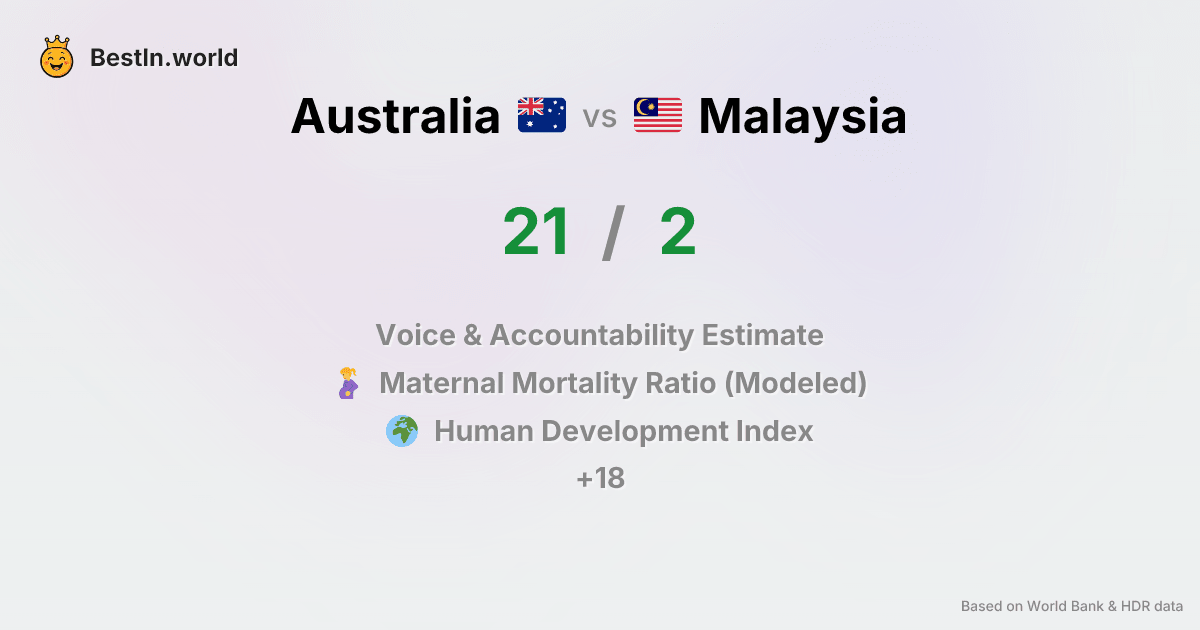 BestIn.world
Australia vs Malaysia
21 / 2
Voice & Accountability Estimate
Maternal Mortality Ratio (Modeled)
Human Development Index
+18
Based on World Bank & HDR data